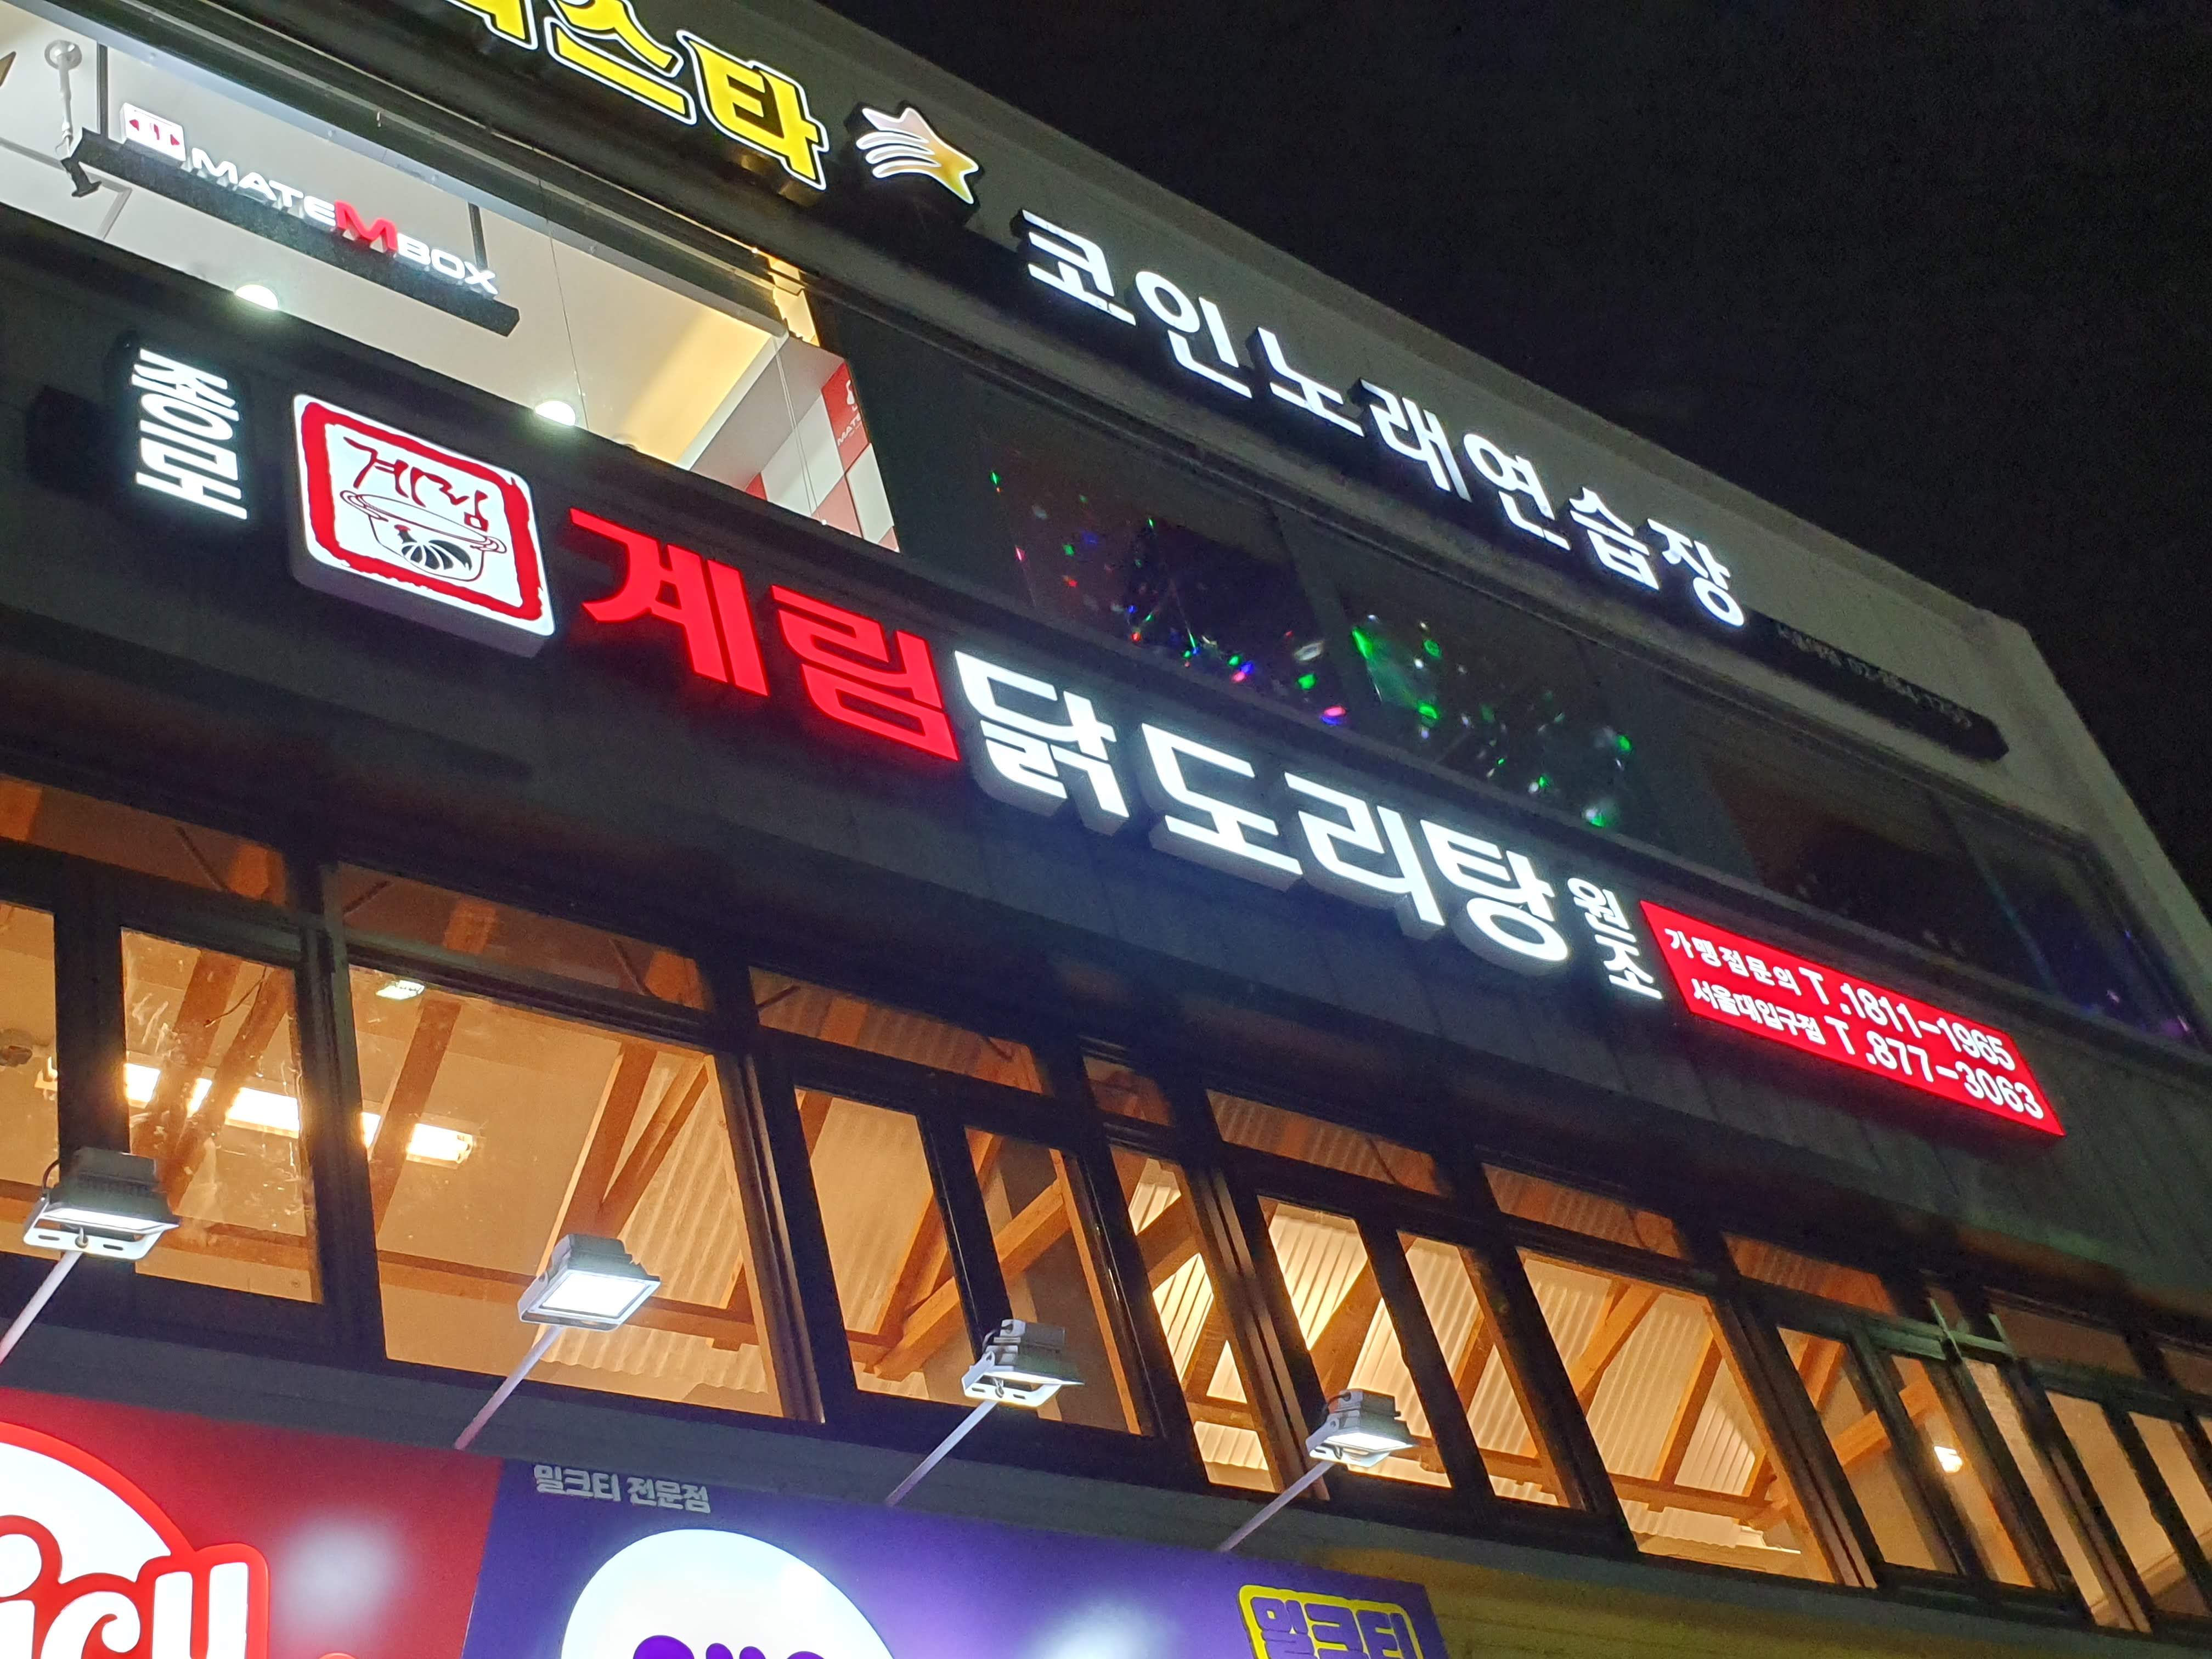 스타
코인노래연습장
MATE M BOX
종로
계림
계림닭도리탕
원조
가맹점문의 T.1811-1965
서울대입구점 T.877-3063
밀크티 전문점
밀크티